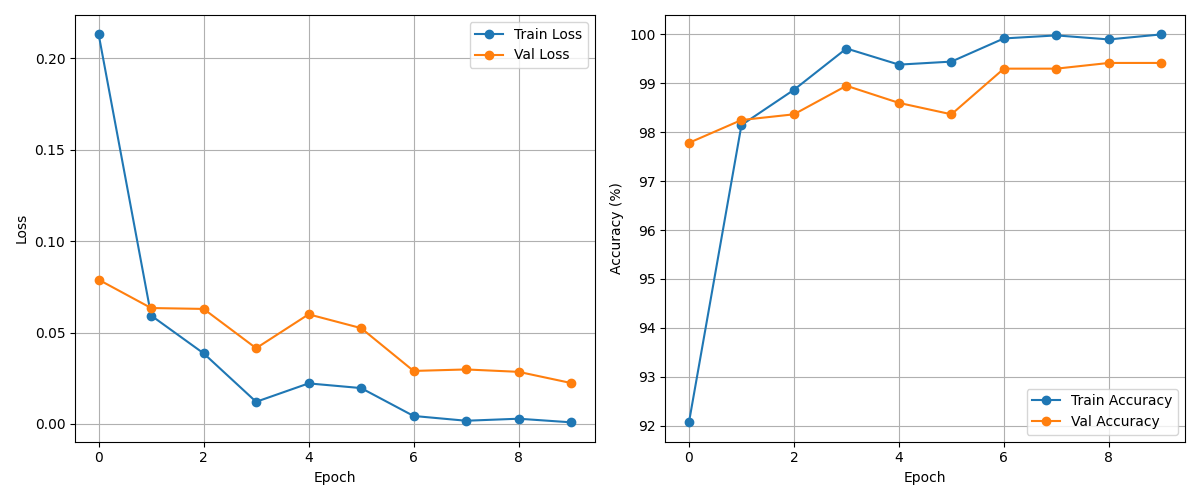 Train Loss
Val Loss
0.20
0.15
0.10
0.05
0.00
Loss
0 2 4 6 8
Epoch
100
99
98
97
96
95
94
93
92
Accuracy (%)
Train Accuracy
Val Accuracy
0 2 4 6 8
Epoch